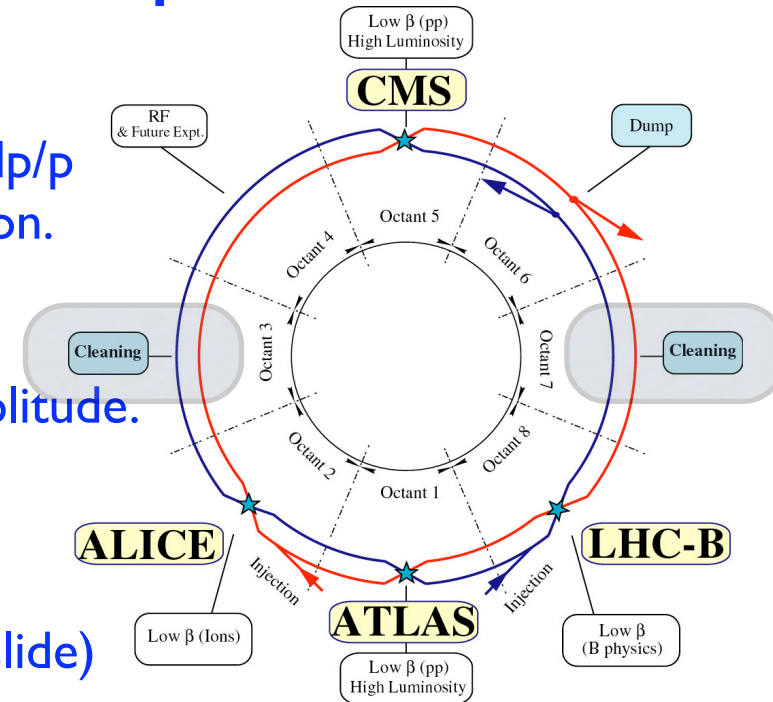 Low β (pp)
High Luminosity
CMS
RF
& Future Expt.
Dump
dp/p
on.
Octant 5
Octant 4
Octant 6
Octant 3
Octant 7
Cleaning
Cleaning
plitude.
Octant 2
Octant 8
Octant 1
ALICE
LHC-B
Injection
Injection
ATLAS
Low β (Ions)
Low β
(B physics)
lide)
Low β (pp)
High Luminosity